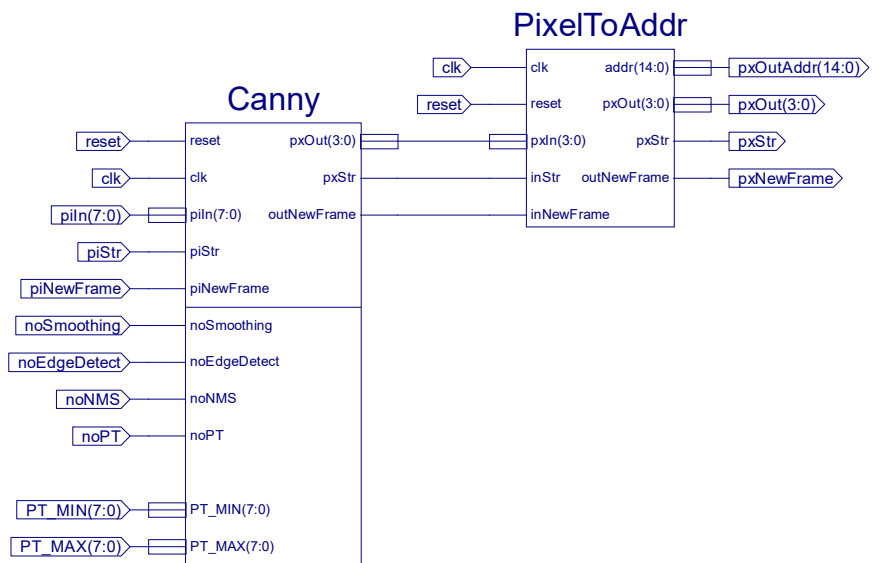 PixelToAddr
clk clk addr(14:0) pxOutAddr(14:0)
Canny
reset reset pxOut(3:0) pxOut(3:0)
reset reset pxOut(3:0) pxIn(3:0) pxStr pxStr
clk clk pxStr inStr outNewFrame pxNewFrame
piIn(7:0) piIn(7:0) outNewFrame inNewFrame
piStr piStr
piNewFrame piNewFrame
noSmoothing noSmoothing
noEdgeDetect noEdgeDetect
noNMS noNMS
noPT noPT
PT_MIN(7:0) PT_MIN(7:0)
PT_MAX(7:0) PT_MAX(7:0)